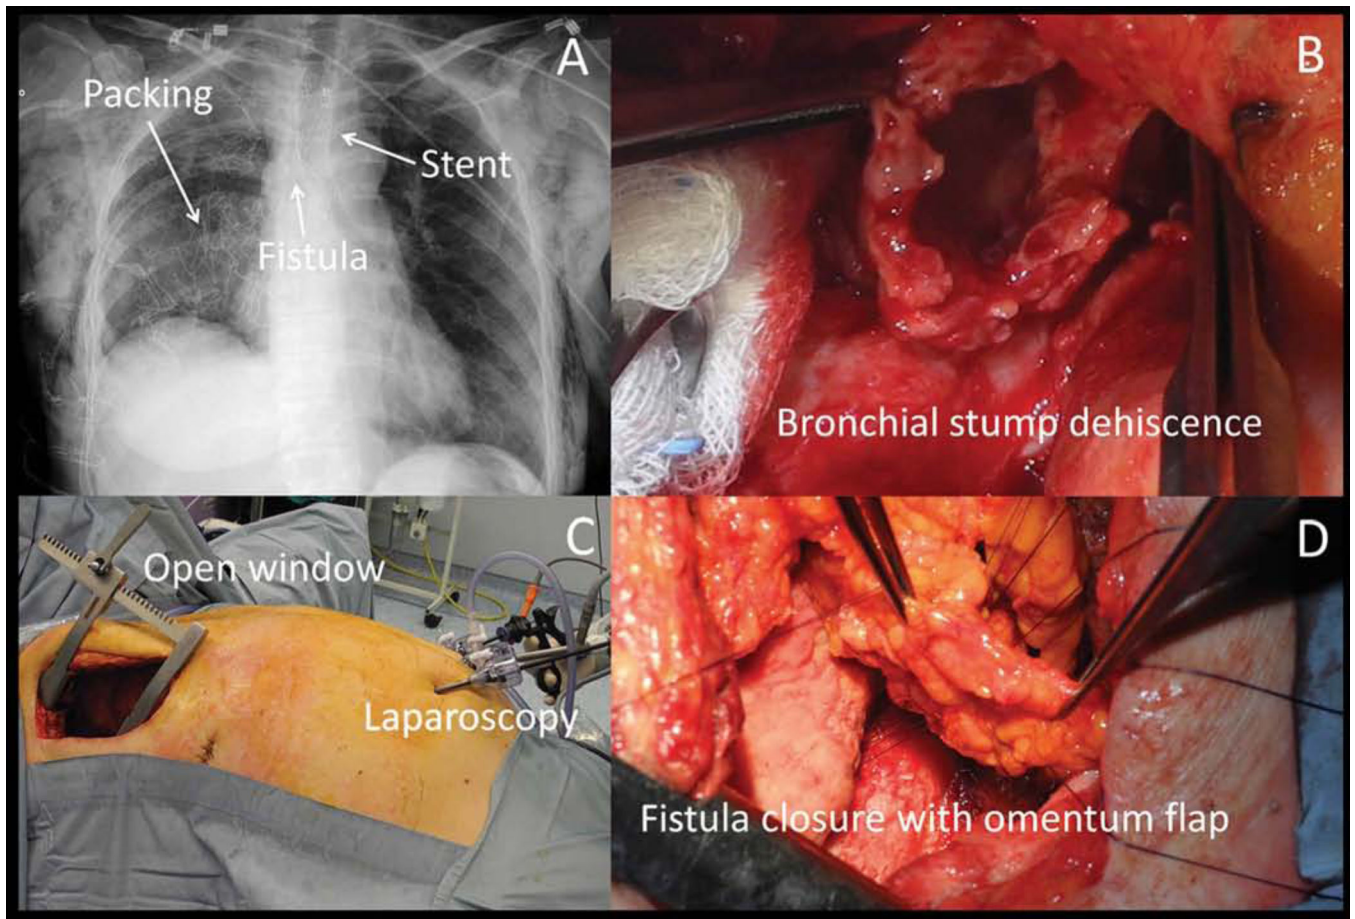 A
Packing
Stent
Fistula
B
Bronchial stump dehiscence
C
Open window
Laparoscopy
D
Fistula closure with omentum flap